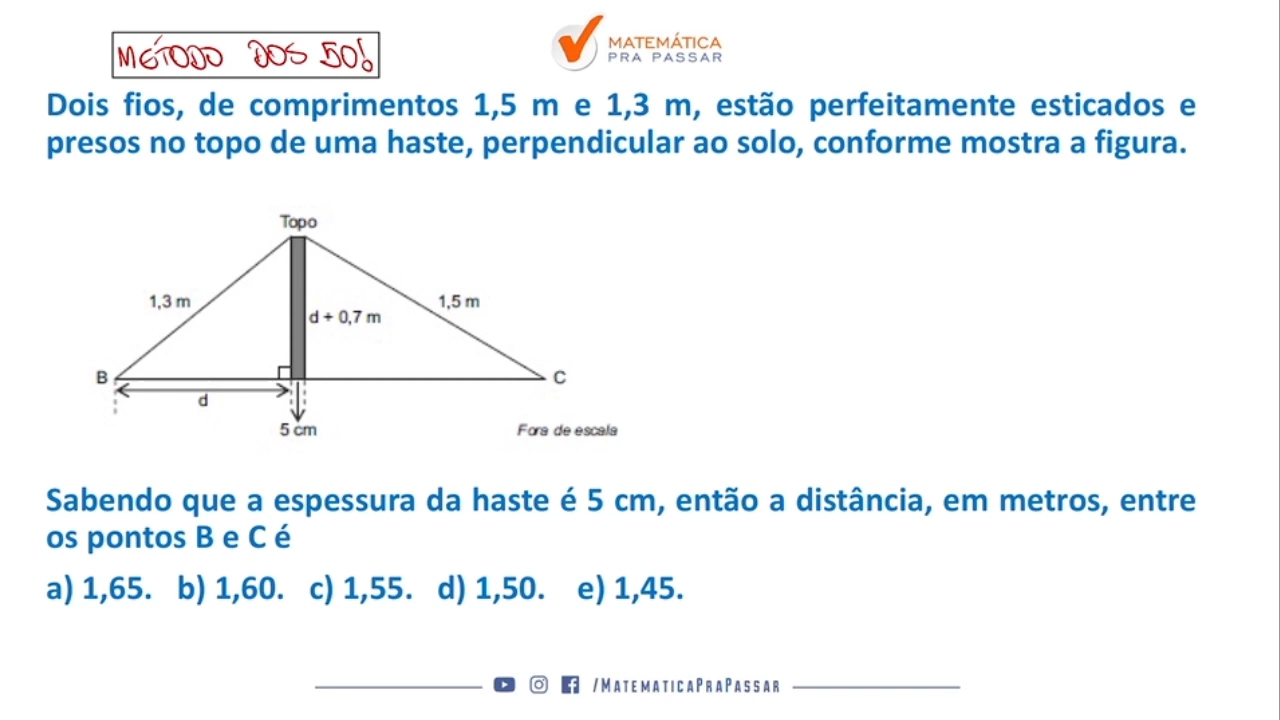 MÉTODO DOS 50!
MATEMÁTICA
PRA PASSAR
Dois fios, de comprimentos 1,5 m e 1,3 m, estão perfeitamente esticados e
presos no topo de uma haste, perpendicular ao solo, conforme mostra a figura.
Topo
1,3 m
1,5 m
d + 0,7 m
B
C
d
5 cm
Fora de escala
Sabendo que a espessura da haste é 5 cm, então a distância, em metros, entre
os pontos B e C é
a) 1,65. b) 1,60. c) 1,55. d) 1,50. e) 1,45.
/MATEMATICAPRAPASSAR